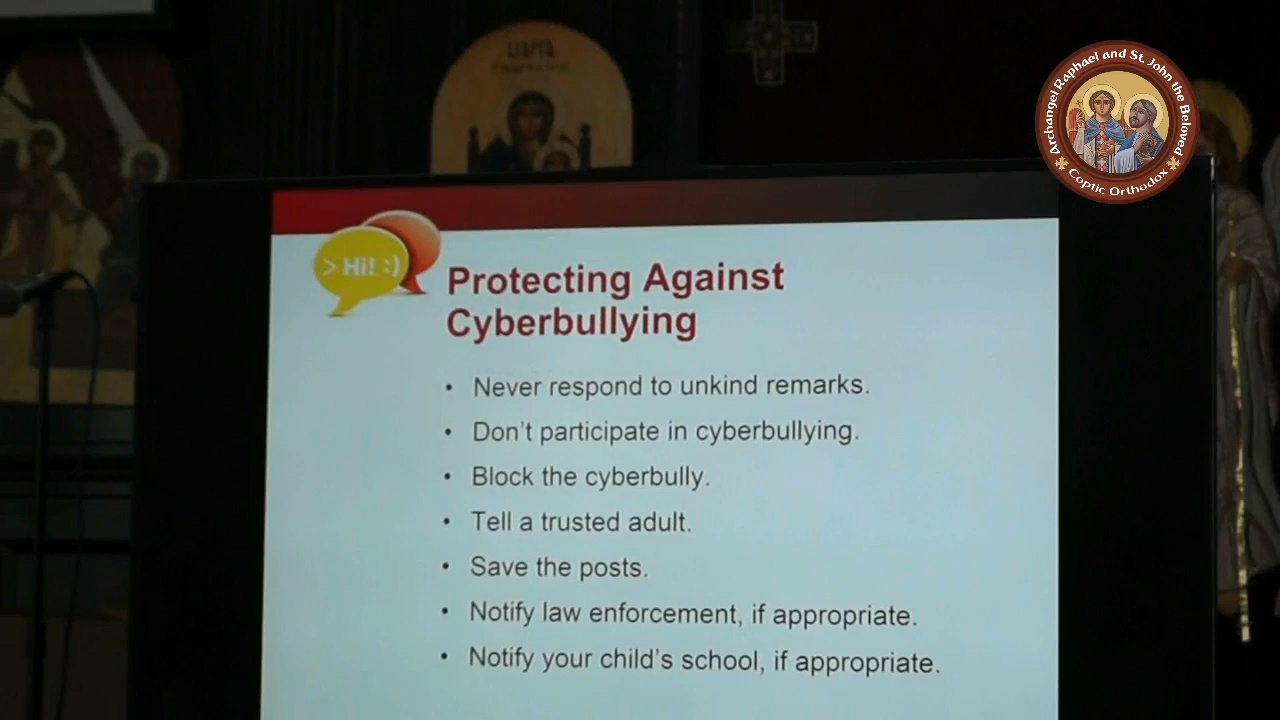 Archangel Raphael and St. John the Beloved
Coptic Orthodox
> Hi! :)
Protecting Against
Cyberbullying
• Never respond to unkind remarks.
• Don't participate in cyberbullying.
• Block the cyberbully.
• Tell a trusted adult.
• Save the posts.
• Notify law enforcement, if appropriate.
• Notify your child's school, if appropriate.